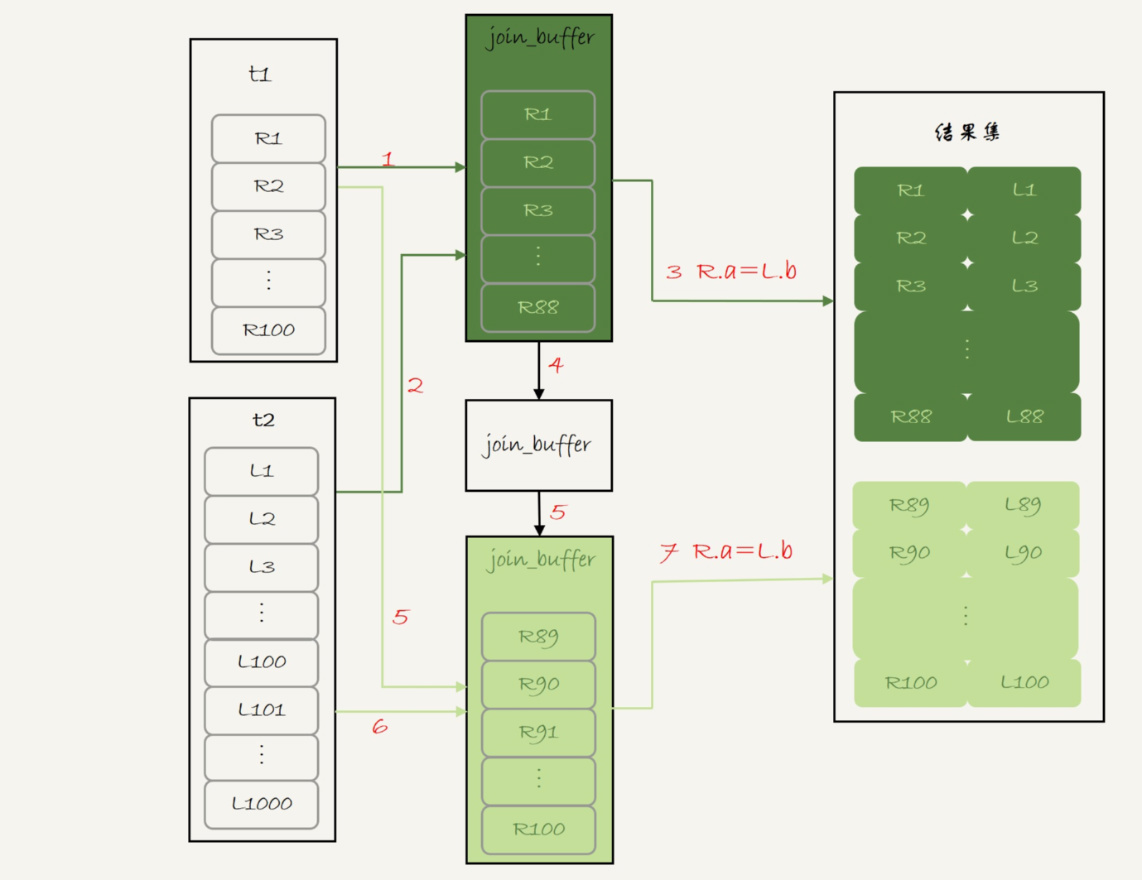 t1
R1
R2
R3
⋮
R100
1
join_buffer
R1
R2
R3
⋮
R88
2
3 R.a=L.b
4
join_buffer
5
t2
L1
L2
L3
⋮
L100
L101
⋮
L1000
5
6
join_buffer
R89
R90
R91
⋮
R100
7 R.a=L.b
结果集
R1 L1
R2 L2
R3 L3
⋮
R88 L88
R89 L89
R90 L90
⋮
R100 L100